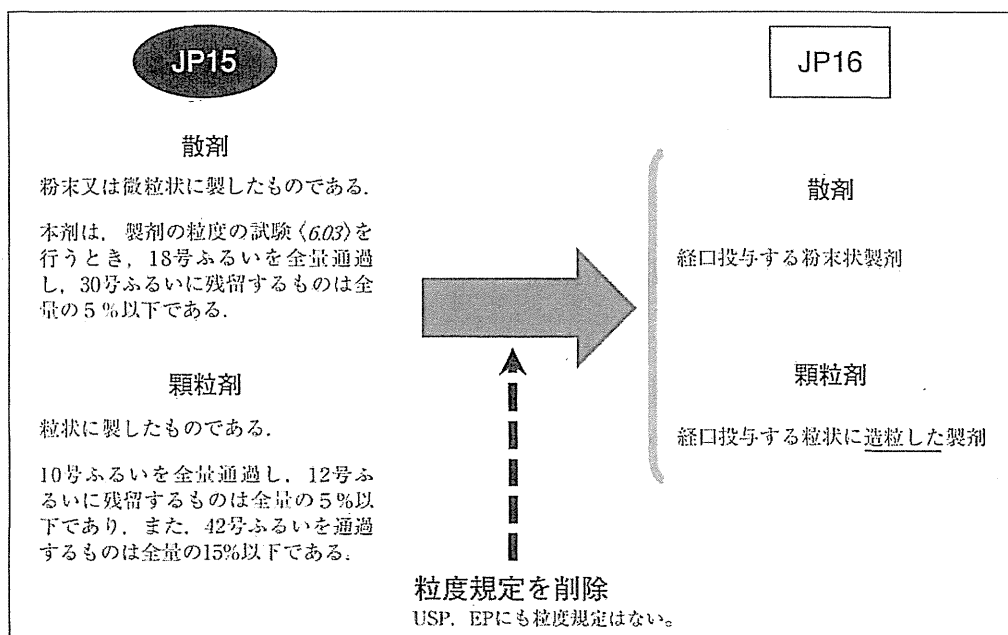 JP15
散剤
粉末又は微粒状に製したものである.
本剤は, 製剤の粒度の試験〈6.03〉を
行うとき, 18号ふるいを全量通過
し, 30号ふるいに残留するものは全
量の5%以下である.
顆粒剤
粒状に製したものである.
10号ふるいを全量通過し, 12号ふ
るいに残留するものは全量の5%以
下であり, また, 42号ふるいを通過
するものは全量の15%以下である.
粒度規定を削除
USP, EPにも粒度規定はない。
JP16
散剤
経口投与する粉末状製剤
顆粒剤
経口投与する粒状に造粒した製剤